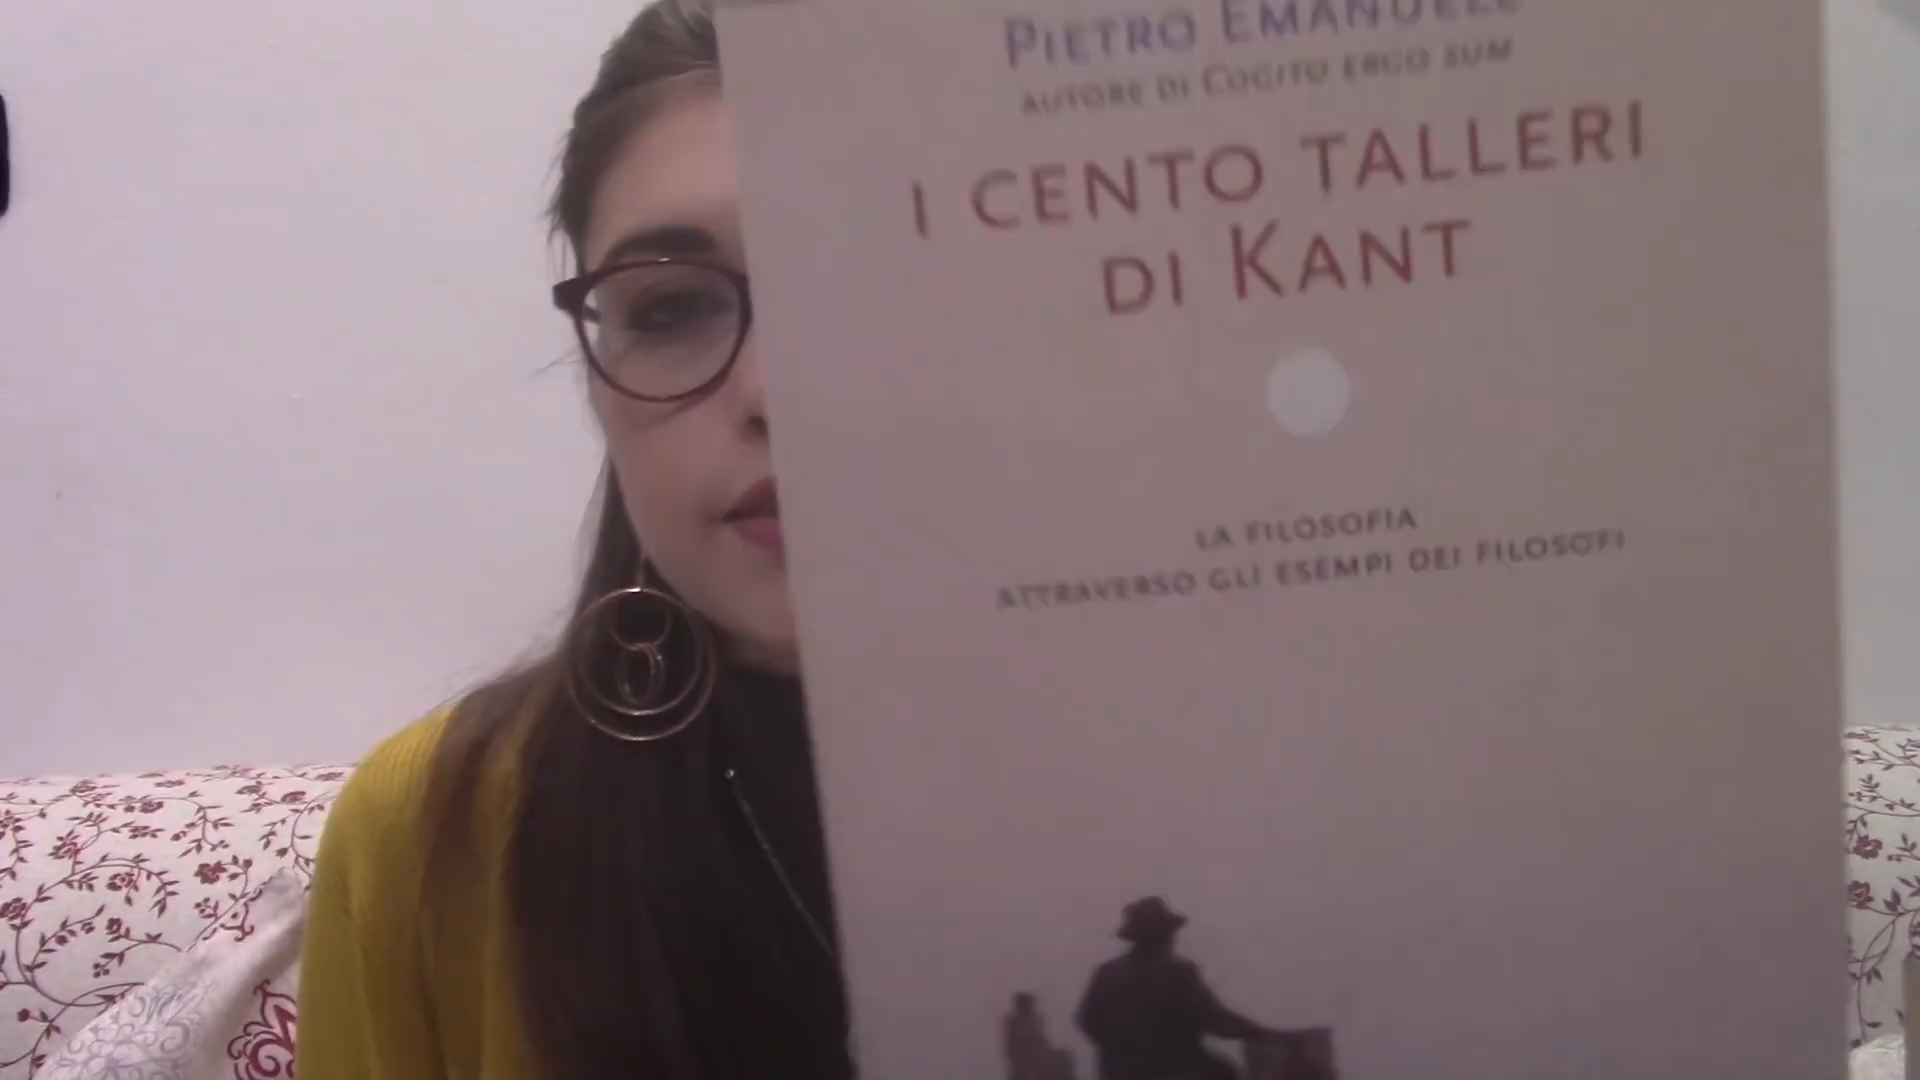 PIETRO EMANUELE
AUTORE DI COGITO ERGO SUM
I CENTO TALLERI
DI KANT
LA FILOSOFIA
ATTRAVERSO GLI ESEMPI DEI FILOSOFI